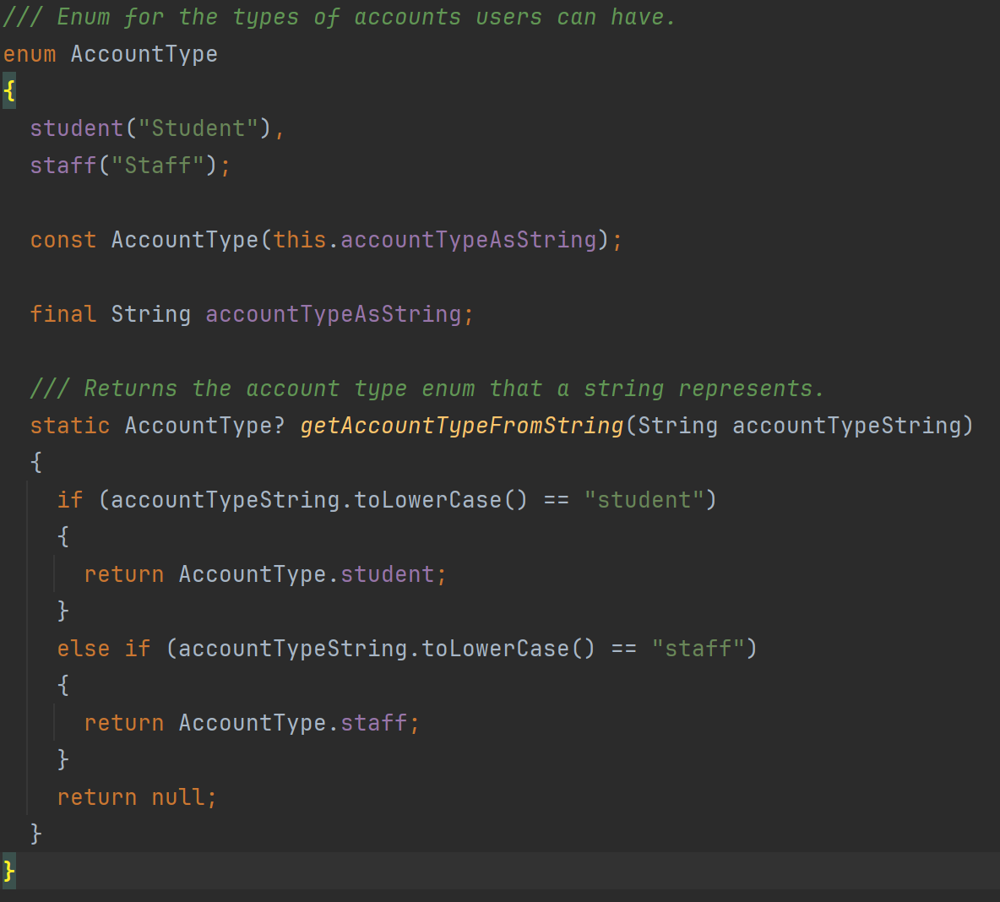 /// Enum for the types of accounts users can have.
enum AccountType
{
  student("Student"),
  staff("Staff");

  const AccountType(this.accountTypeAsString);

  final String accountTypeAsString;

  /// Returns the account type enum that a string represents.
  static AccountType? getAccountTypeFromString(String accountTypeString)
  {
    if (accountTypeString.toLowerCase() == "student")
    {
      return AccountType.student;
    }
    else if (accountTypeString.toLowerCase() == "staff")
    {
      return AccountType.staff;
    }
    return null;
  }
}